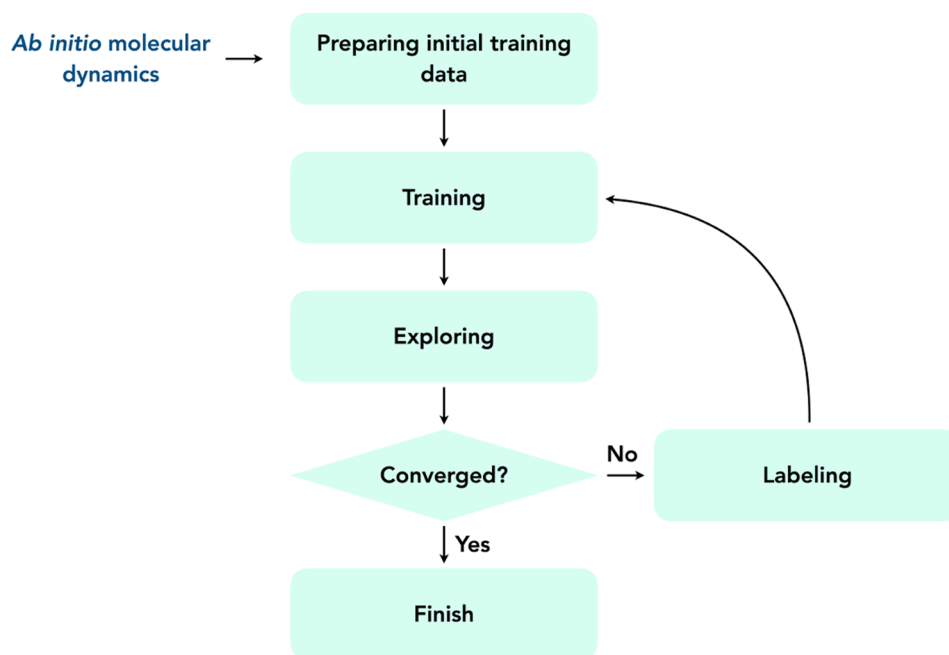 Ab initio molecular
dynamics
Preparing initial training
data
Training
Exploring
Converged?
No
Labeling
Yes
Finish